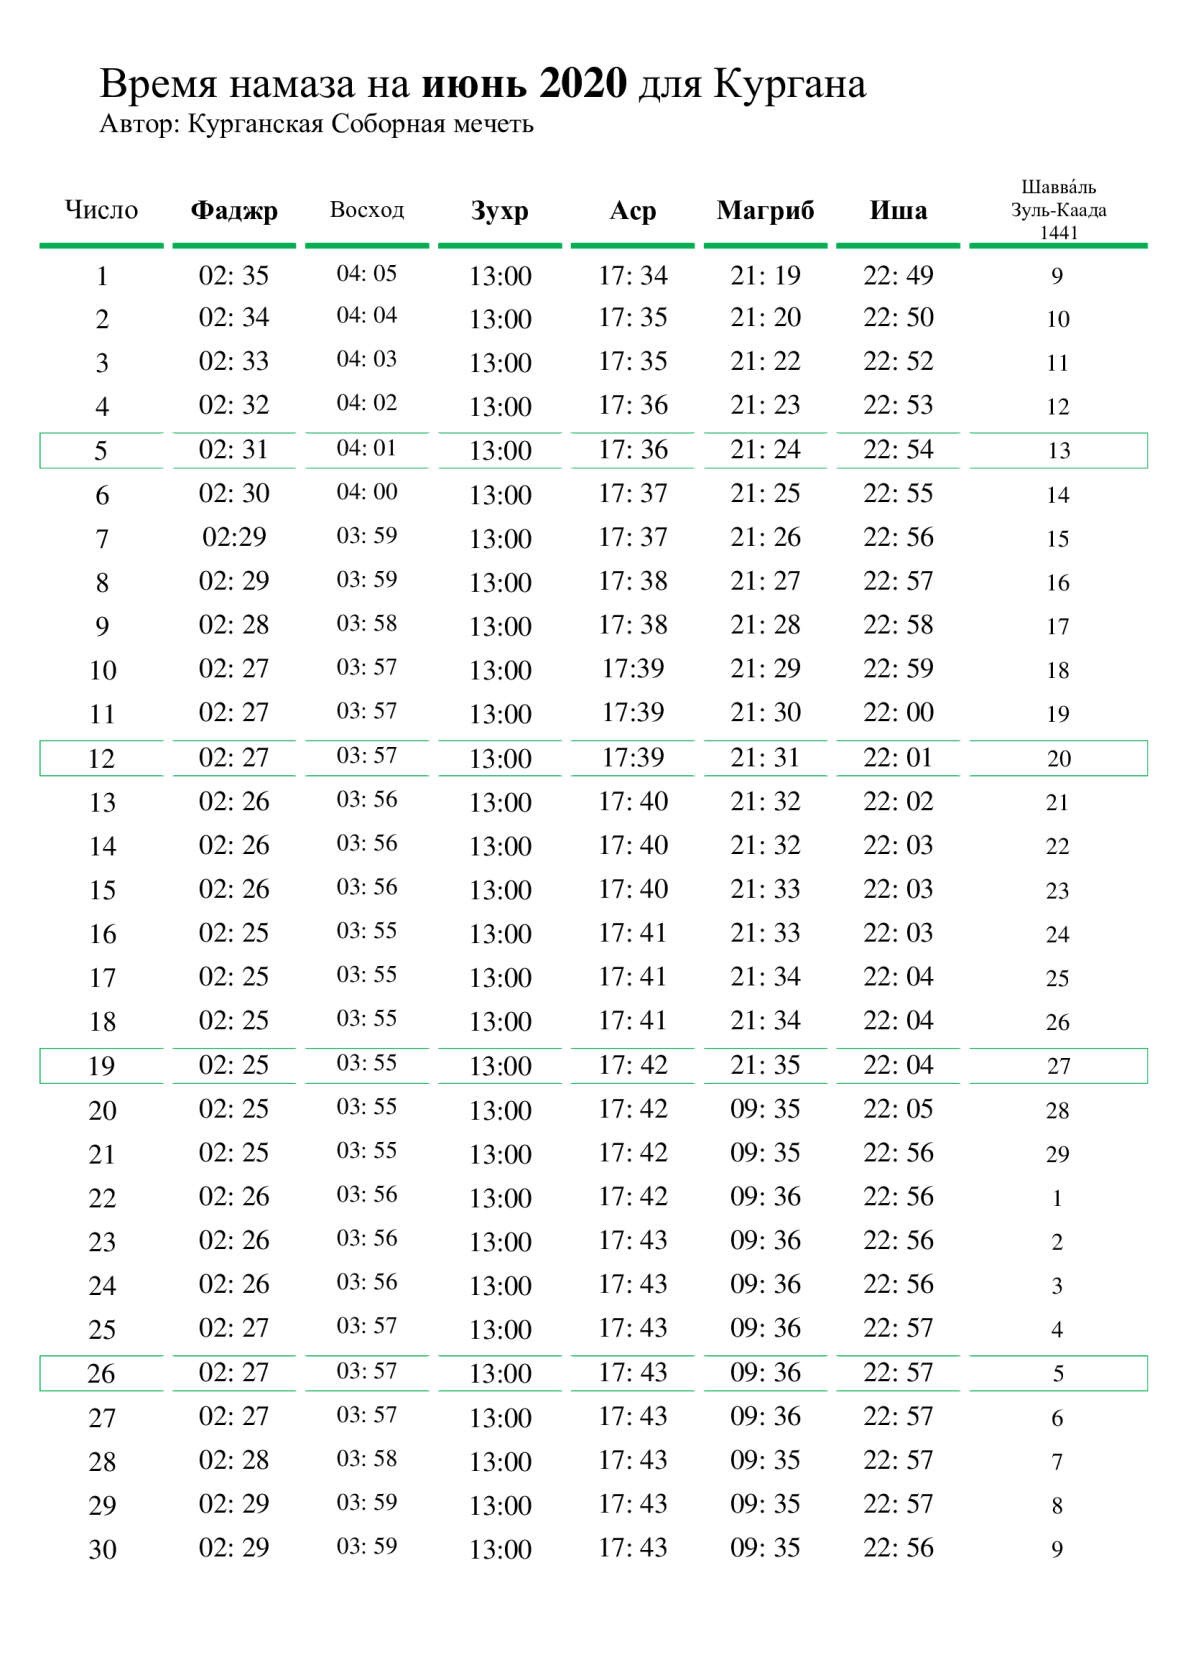 Время намаза на июнь 2020 для Кургана
Автор: Курганская Соборная мечеть
Число Фаджр Восход Зухр Аср Магриб Иша Шавва́ль Зуль-Каада 1441
1 02: 35 04: 05 13:00 17: 34 21: 19 22: 49 9
2 02: 34 04: 04 13:00 17: 35 21: 20 22: 50 10
3 02: 33 04: 03 13:00 17: 35 21: 22 22: 52 11
4 02: 32 04: 02 13:00 17: 36 21: 23 22: 53 12
5 02: 31 04: 01 13:00 17: 36 21: 24 22: 54 13
6 02: 30 04: 00 13:00 17: 37 21: 25 22: 55 14
7 02:29 03: 59 13:00 17: 37 21: 26 22: 56 15
8 02: 29 03: 59 13:00 17: 38 21: 27 22: 57 16
9 02: 28 03: 58 13:00 17: 38 21: 28 22: 58 17
10 02: 27 03: 57 13:00 17:39 21: 29 22: 59 18
11 02: 27 03: 57 13:00 17:39 21: 30 22: 00 19
12 02: 27 03: 57 13:00 17:39 21: 31 22: 01 20
13 02: 26 03: 56 13:00 17: 40 21: 32 22: 02 21
14 02: 26 03: 56 13:00 17: 40 21: 32 22: 03 22
15 02: 26 03: 56 13:00 17: 40 21: 33 22: 03 23
16 02: 25 03: 55 13:00 17: 41 21: 33 22: 03 24
17 02: 25 03: 55 13:00 17: 41 21: 34 22: 04 25
18 02: 25 03: 55 13:00 17: 41 21: 34 22: 04 26
19 02: 25 03: 55 13:00 17: 42 21: 35 22: 04 27
20 02: 25 03: 55 13:00 17: 42 09: 35 22: 05 28
21 02: 25 03: 55 13:00 17: 42 09: 35 22: 56 29
22 02: 26 03: 56 13:00 17: 42 09: 36 22: 56 1
23 02: 26 03: 56 13:00 17: 43 09: 36 22: 56 2
24 02: 26 03: 56 13:00 17: 43 09: 36 22: 56 3
25 02: 27 03: 57 13:00 17: 43 09: 36 22: 57 4
26 02: 27 03: 57 13:00 17: 43 09: 36 22: 57 5
27 02: 27 03: 57 13:00 17: 43 09: 36 22: 57 6
28 02: 28 03: 58 13:00 17: 43 09: 35 22: 57 7
29 02: 29 03: 59 13:00 17: 43 09: 35 22: 57 8
30 02: 29 03: 59 13:00 17: 43 09: 35 22: 56 9